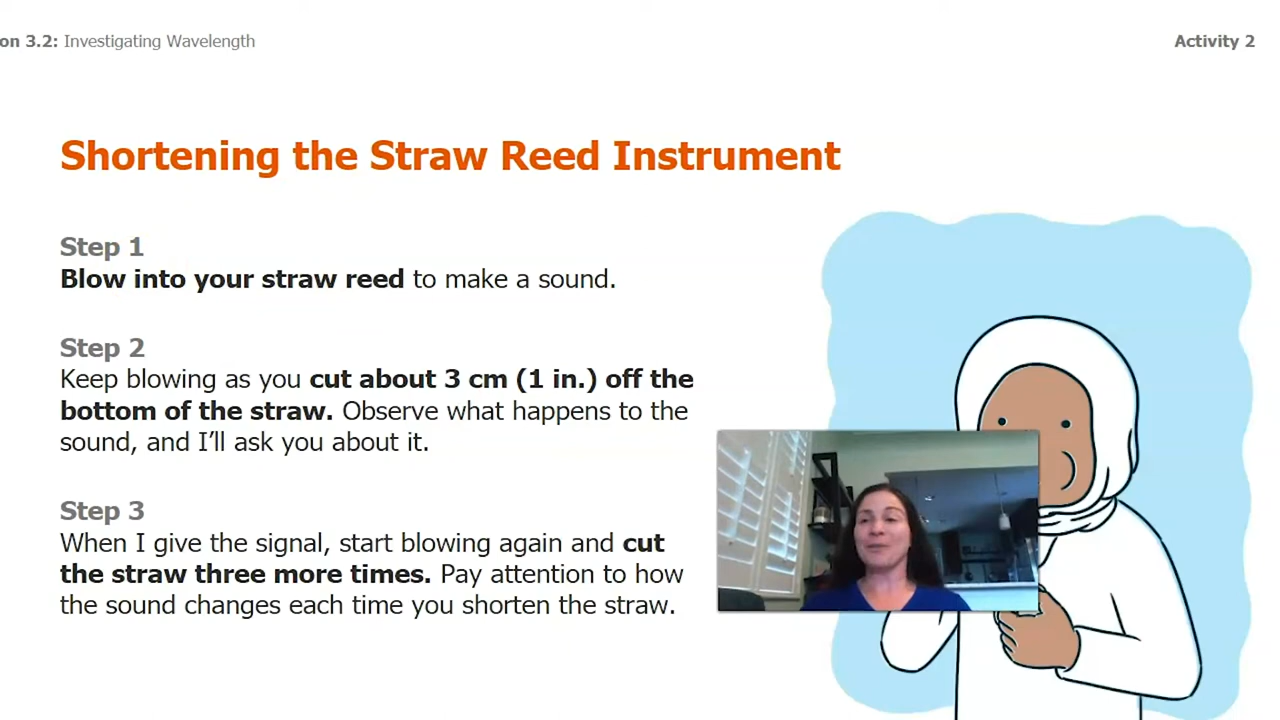 on 3.2: Investigating Wavelength
Activity 2
Shortening the Straw Reed Instrument
Step 1
Blow into your straw reed to make a sound.
Step 2
Keep blowing as you cut about 3 cm (1 in.) off the
bottom of the straw. Observe what happens to the
sound, and I’ll ask you about it.
Step 3
When I give the signal, start blowing again and cut
the straw three more times. Pay attention to how
the sound changes each time you shorten the straw.